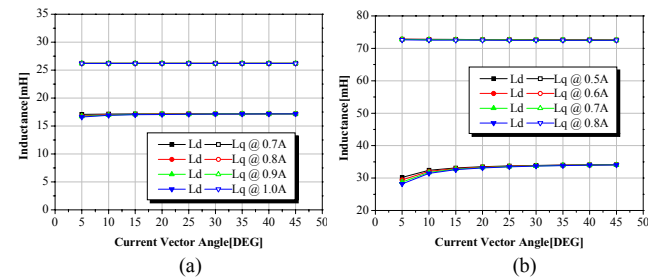 (a)
Inductance[mH]
35
30
25
20
15
10
5
0
Ld Lq @ 0.7A
Ld Lq @ 0.8A
Ld Lq @ 0.9A
Ld Lq @ 1.0A
0 5 10 15 20 25 30 35 40 45 50
Current Vector Angle[DEG]
(a)
(b)
Inductance[mH]
80
70
60
50
40
30
20
Ld Lq @ 0.5A
Ld Lq @ 0.6A
Ld Lq @ 0.7A
Ld Lq @ 0.8A
0 5 10 15 20 25 30 35 40 45 50
Current Vector Angle[DEG]
(b)